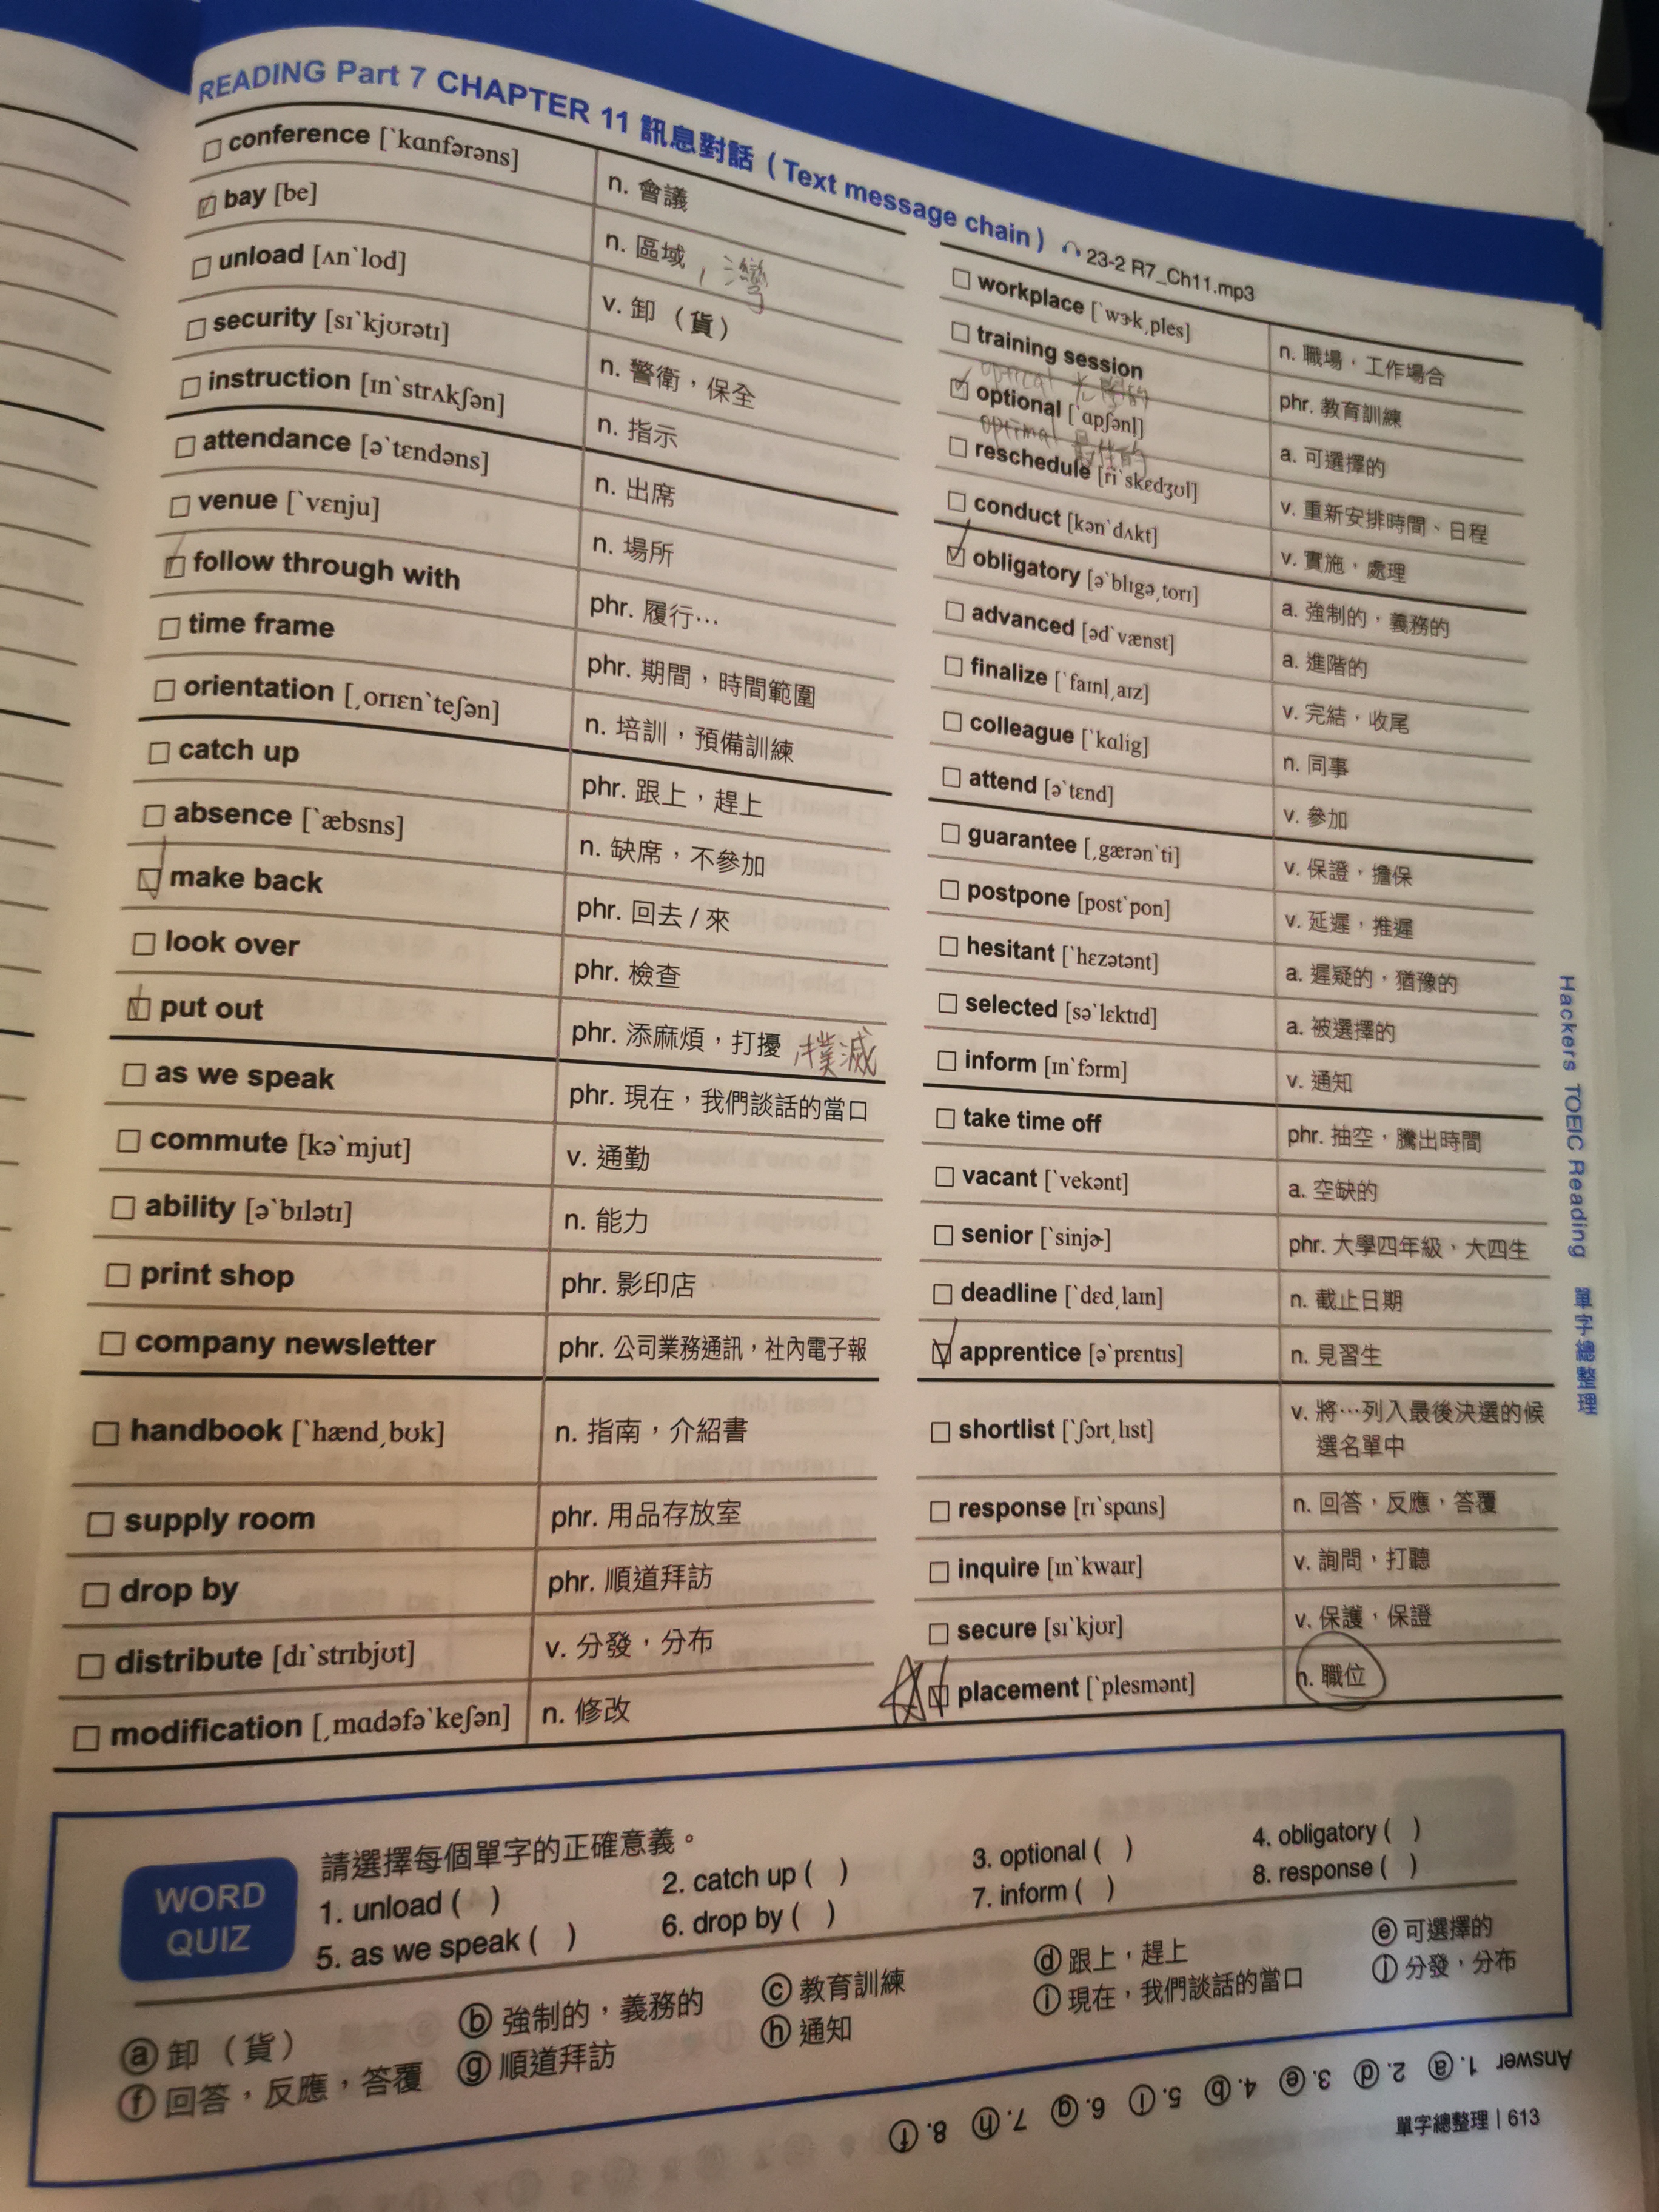 READING Part 7 CHAPTER 11 訊息對話 ( Text message chain ) 23-2 R7_Ch11.mp3
conference [ˋkɑnfərəns] n. 會議
bay [be] n. 區域 , 灣
unload [ʌnˋlod] v. 卸（貨）
security [sɪˋkjʊrətɪ] n. 警衛，保全
instruction [ɪnˋstrʌkʃən] n. 指示
attendance [əˋtɛndəns] n. 出席
venue [ˋvɛnju] n. 場所
follow through with phr. 履行…
time frame phr. 期間，時間範圍
orientation [ˏorɪɛnˋteʃən] n. 培訓，預備訓練
catch up phr. 跟上，趕上
absence [ˋæbsns] n. 缺席，不參加
make back phr. 回去 / 來
look over phr. 檢查
put out phr. 添麻煩，打擾 , 撲滅
as we speak phr. 現在，我們談話的當口
commute [kəˋmjut] v. 通勤
ability [əˋbɪlətɪ] n. 能力
print shop phr. 影印店
company newsletter phr. 公司業務通訊，社內電子報
handbook [ˋhændˏbʊk] n. 指南，介紹書
supply room phr. 用品存放室
drop by phr. 順道拜訪
distribute [dɪˋstrɪbjʊt] v. 分發，分布
modification [ˏmɑdəfəˋkeʃən] n. 修改
workplace [ˋwɝkˏples] n. 職場，工作場合
training session phr. 教育訓練
optical 光學的
optional [ˋɑpʃənl] a. 可選擇的
optimal 最佳的
reschedule [riˋskɛdʒʊl] v. 重新安排時間、日程
conduct [kənˋdʌkt] v. 實施，處理
obligatory [əˋblɪgəˏtorɪ] a. 強制的，義務的
advanced [ədˋvænst] a. 進階的
finalize [ˋfaɪnlˏaɪz] v. 完結，收尾
colleague [ˋkɑlig] n. 同事
attend [əˋtɛnd] v. 參加
guarantee [ˏgærənˋti] v. 保證，擔保
postpone [postˋpon] v. 延遲，推遲
hesitant [ˋhɛzətənt] a. 遲疑的，猶豫的
selected [səˋlɛktɪd] a. 被選擇的
inform [ɪnˋfɔrm] v. 通知
take time off phr. 抽空，騰出時間
vacant [ˋvekənt] a. 空缺的
senior [ˋsinjɚ] phr. 大學四年級，大四生
deadline [ˋdɛdˏlaɪn] n. 截止日期
apprentice [əˋprɛntɪs] n. 見習生
shortlist [ˋʃɔrtˏlɪst] v. 將…列入最後決選的候
選名單中
response [rɪˋspɑns] n. 回答，反應，答覆
inquire [ɪnˋkwaɪr] v. 詢問，打聽
secure [sɪˋkjʊr] v. 保護，保證
placement [ˋplesmənt] n. 職位
Hackers TOEIC Reading 單字總整理
WORD
QUIZ
請選擇每個單字的正確意義。
1. unload ( ) 2. catch up ( ) 3. optional ( ) 4. obligatory ( )
5. as we speak ( ) 6. drop by ( ) 7. inform ( ) 8. response ( )
ⓐ 卸（貨） ⓑ 強制的，義務的 ⓒ 教育訓練 ⓓ 跟上，趕上 ⓔ 可選擇的
ⓕ 回答，反應，答覆 ⓖ 順道拜訪 ⓗ 通知 ⓘ 現在，我們談話的當口 ⓙ 分發，分布
Answer 1. ⓐ 2. ⓓ 3. ⓔ 4. ⓑ 5. ⓘ 6. ⓖ 7. ⓗ 8. ⓕ
單字總整理 | 613